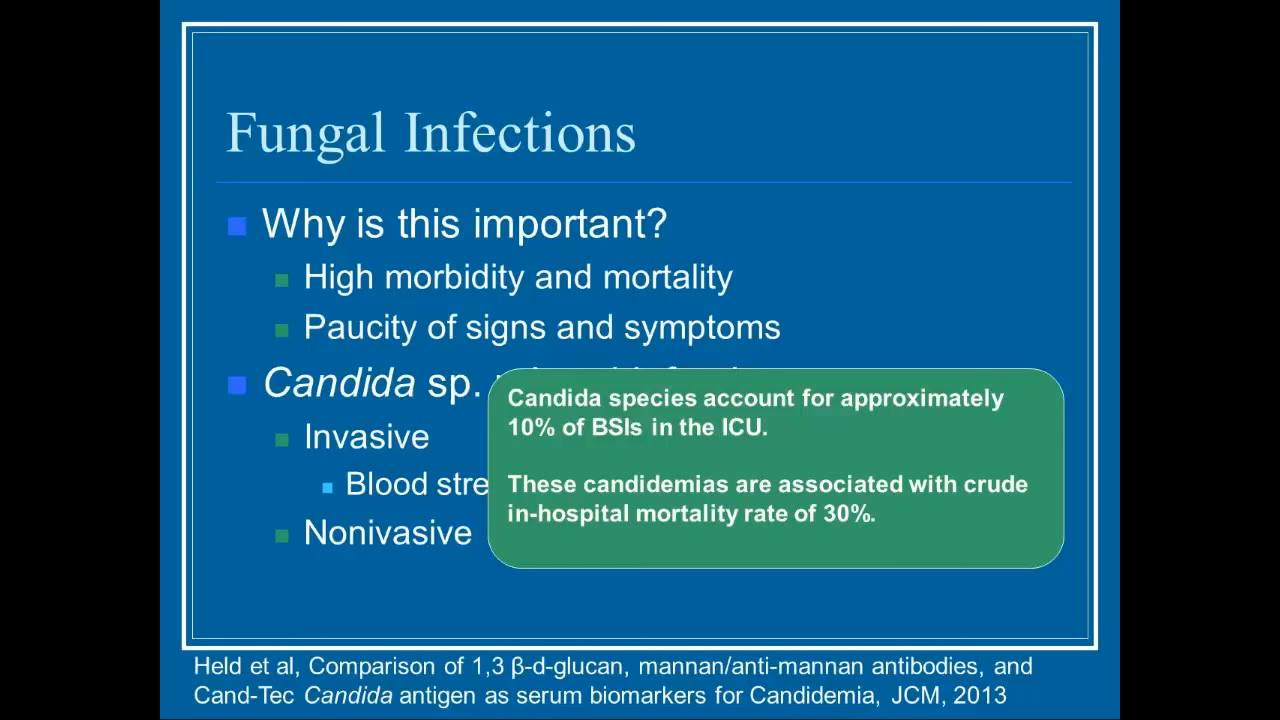 Fungal Infections
Why is this important?
High morbidity and mortality
Paucity of signs and symptoms
Candida sp.
Candida species account for approximately
10% of BSIs in the ICU.
Invasive
Blood stre
These candidemias are associated with crude
in-hospital mortality rate of 30%.
Nonivasive
Held et al, Comparison of 1,3 β-d-glucan, mannan/anti-mannan antibodies, and
Cand-Tec Candida antigen as serum biomarkers for Candidemia, JCM, 2013